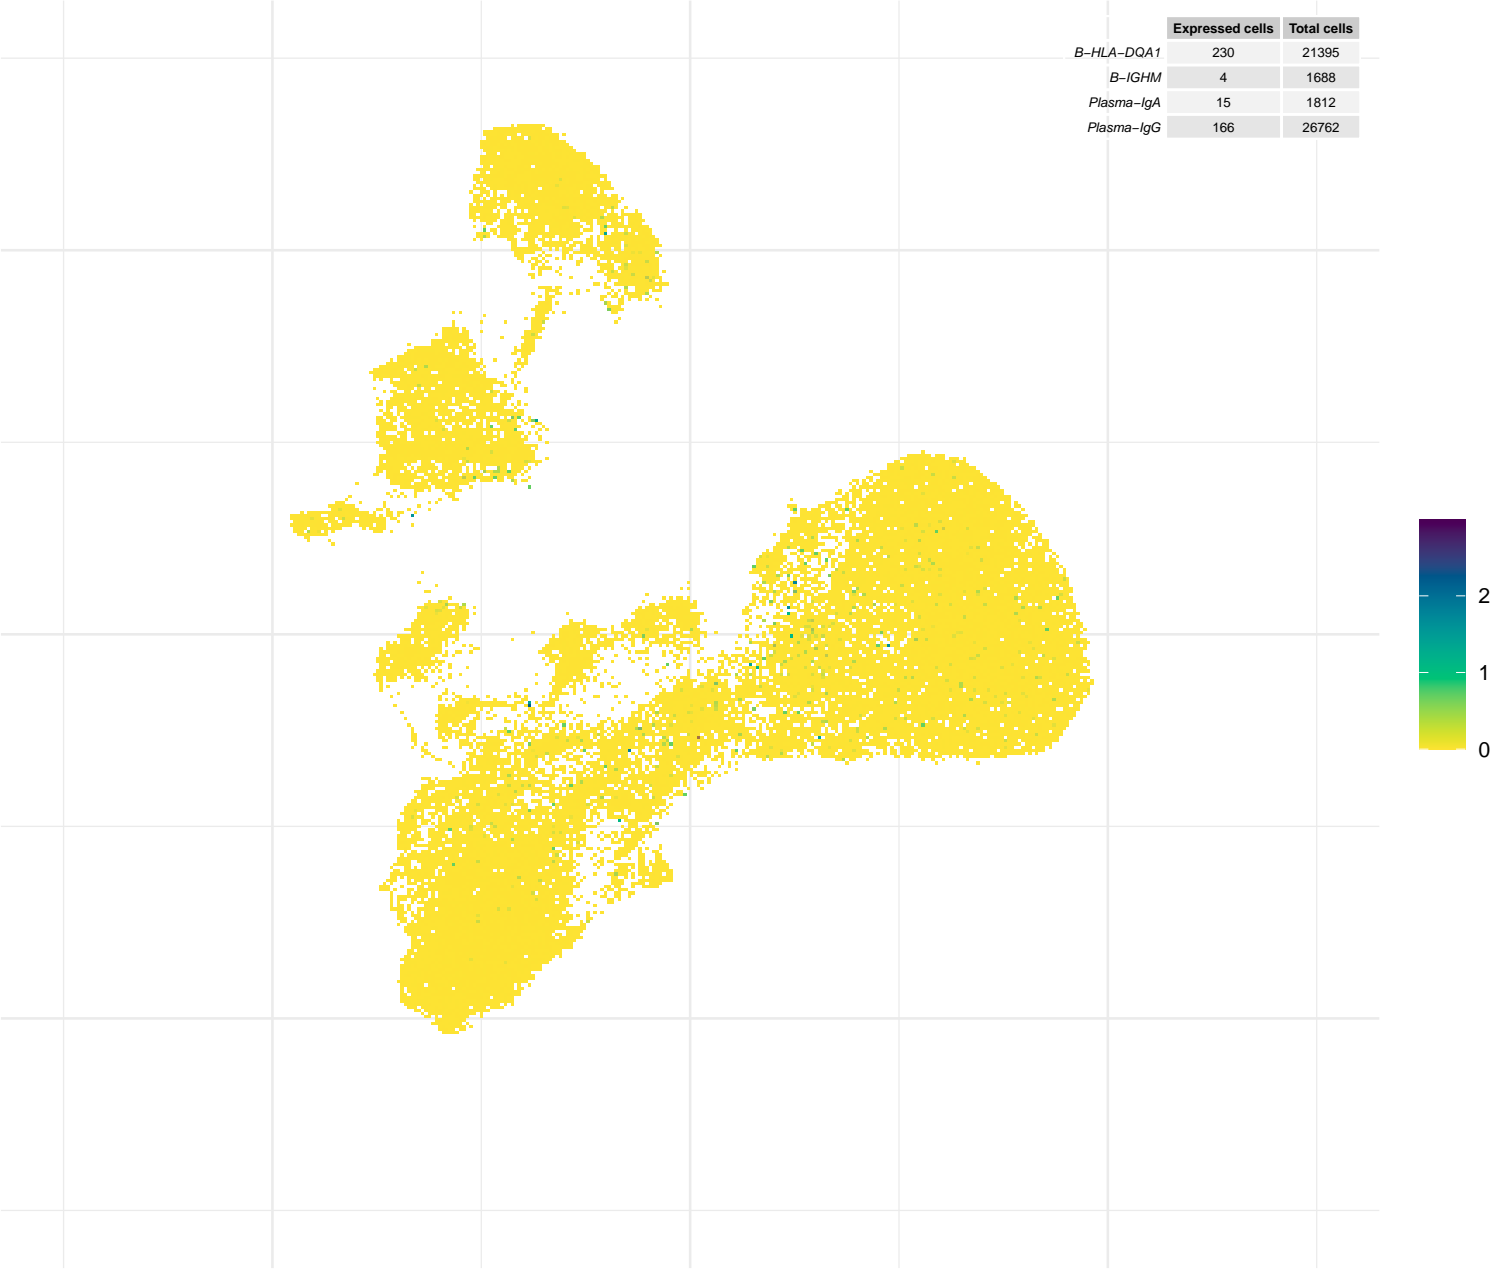 Expressed cells Total cells
B−HLA−DQA1 230 21395
B−IGHM 4 1688
Plasma−IgA 15 1812
Plasma−IgG 166 26762
2
1
0